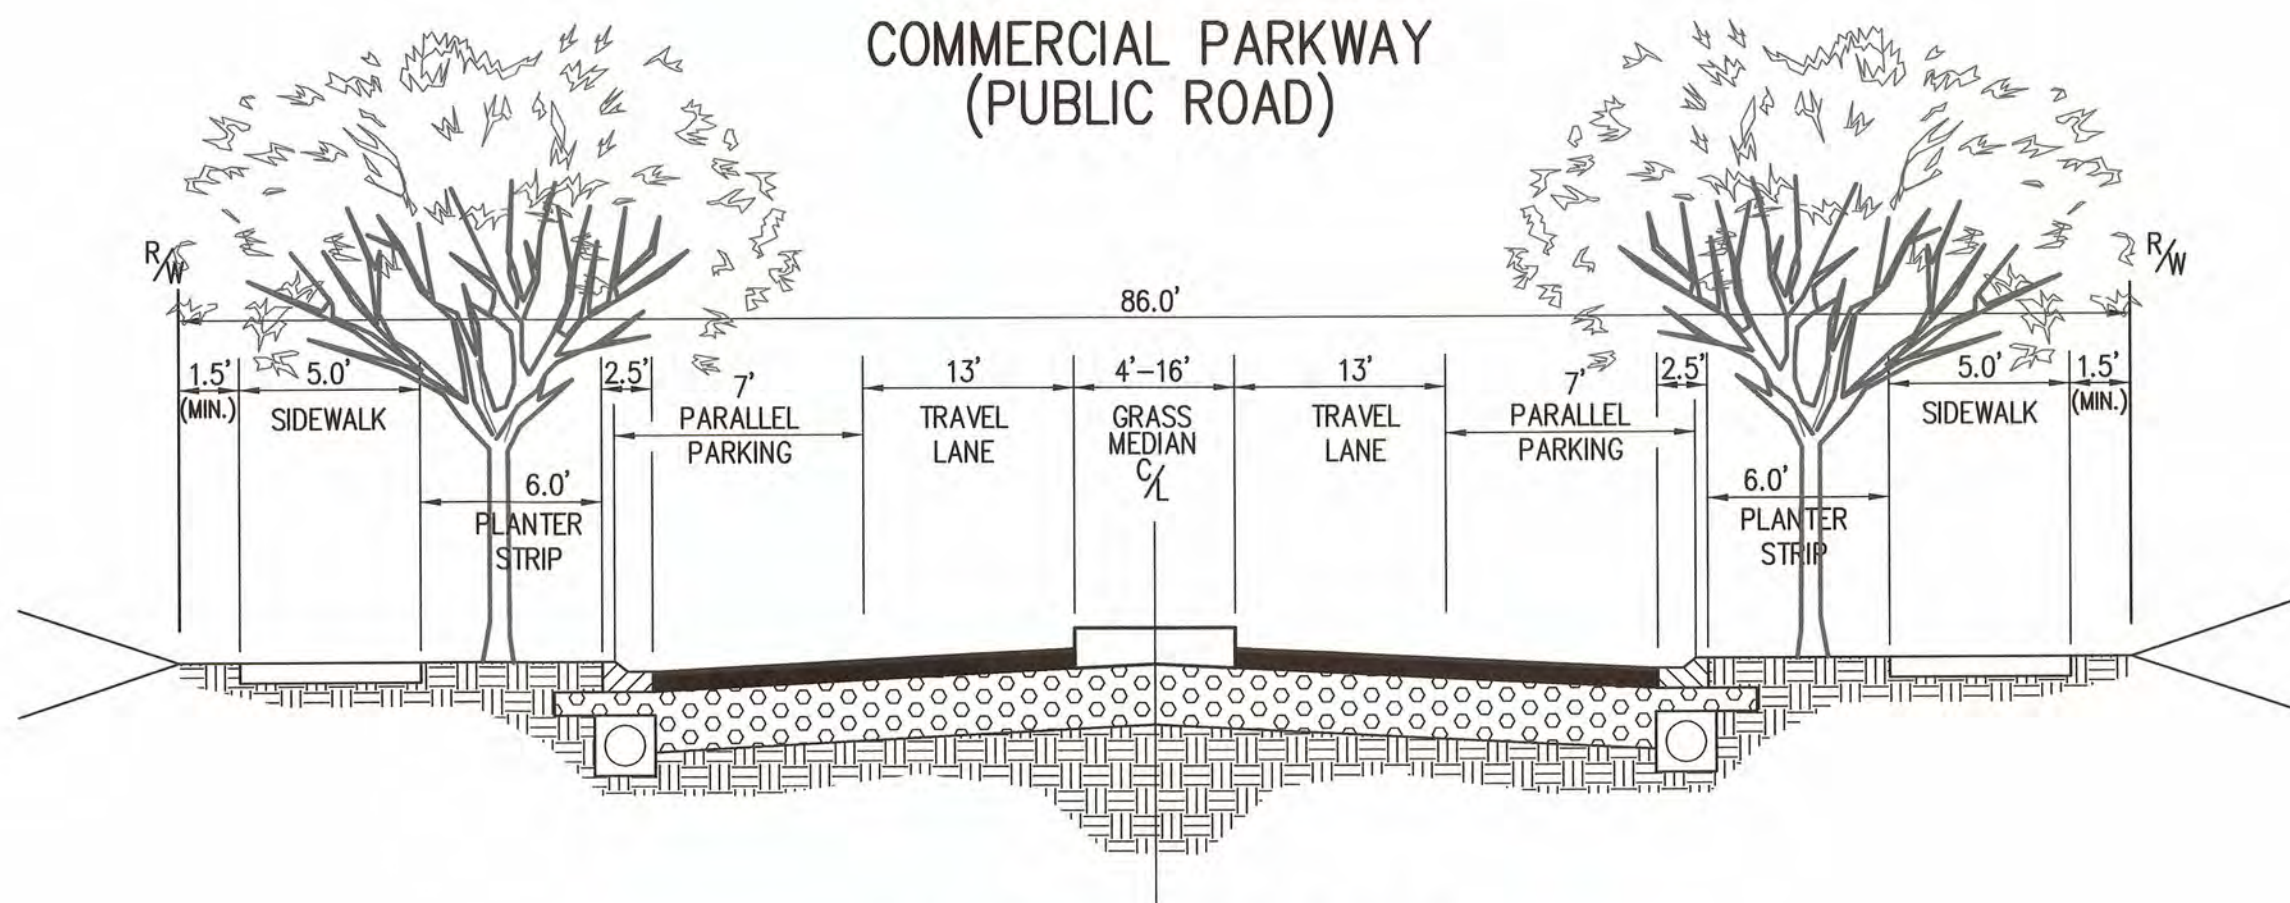 COMMERCIAL PARKWAY
(PUBLIC ROAD)
R/W
R/W
86.0'
1.5'
(MIN.)
5.0'
SIDEWALK
6.0'
PLANTER
STRIP
2.5'
7'
PARALLEL
PARKING
13'
TRAVEL
LANE
4'-16'
GRASS
MEDIAN
C/L
13'
TRAVEL
LANE
7'
PARALLEL
PARKING
2.5'
6.0'
PLANTER
STRIP
5.0'
SIDEWALK
1.5'
(MIN.)